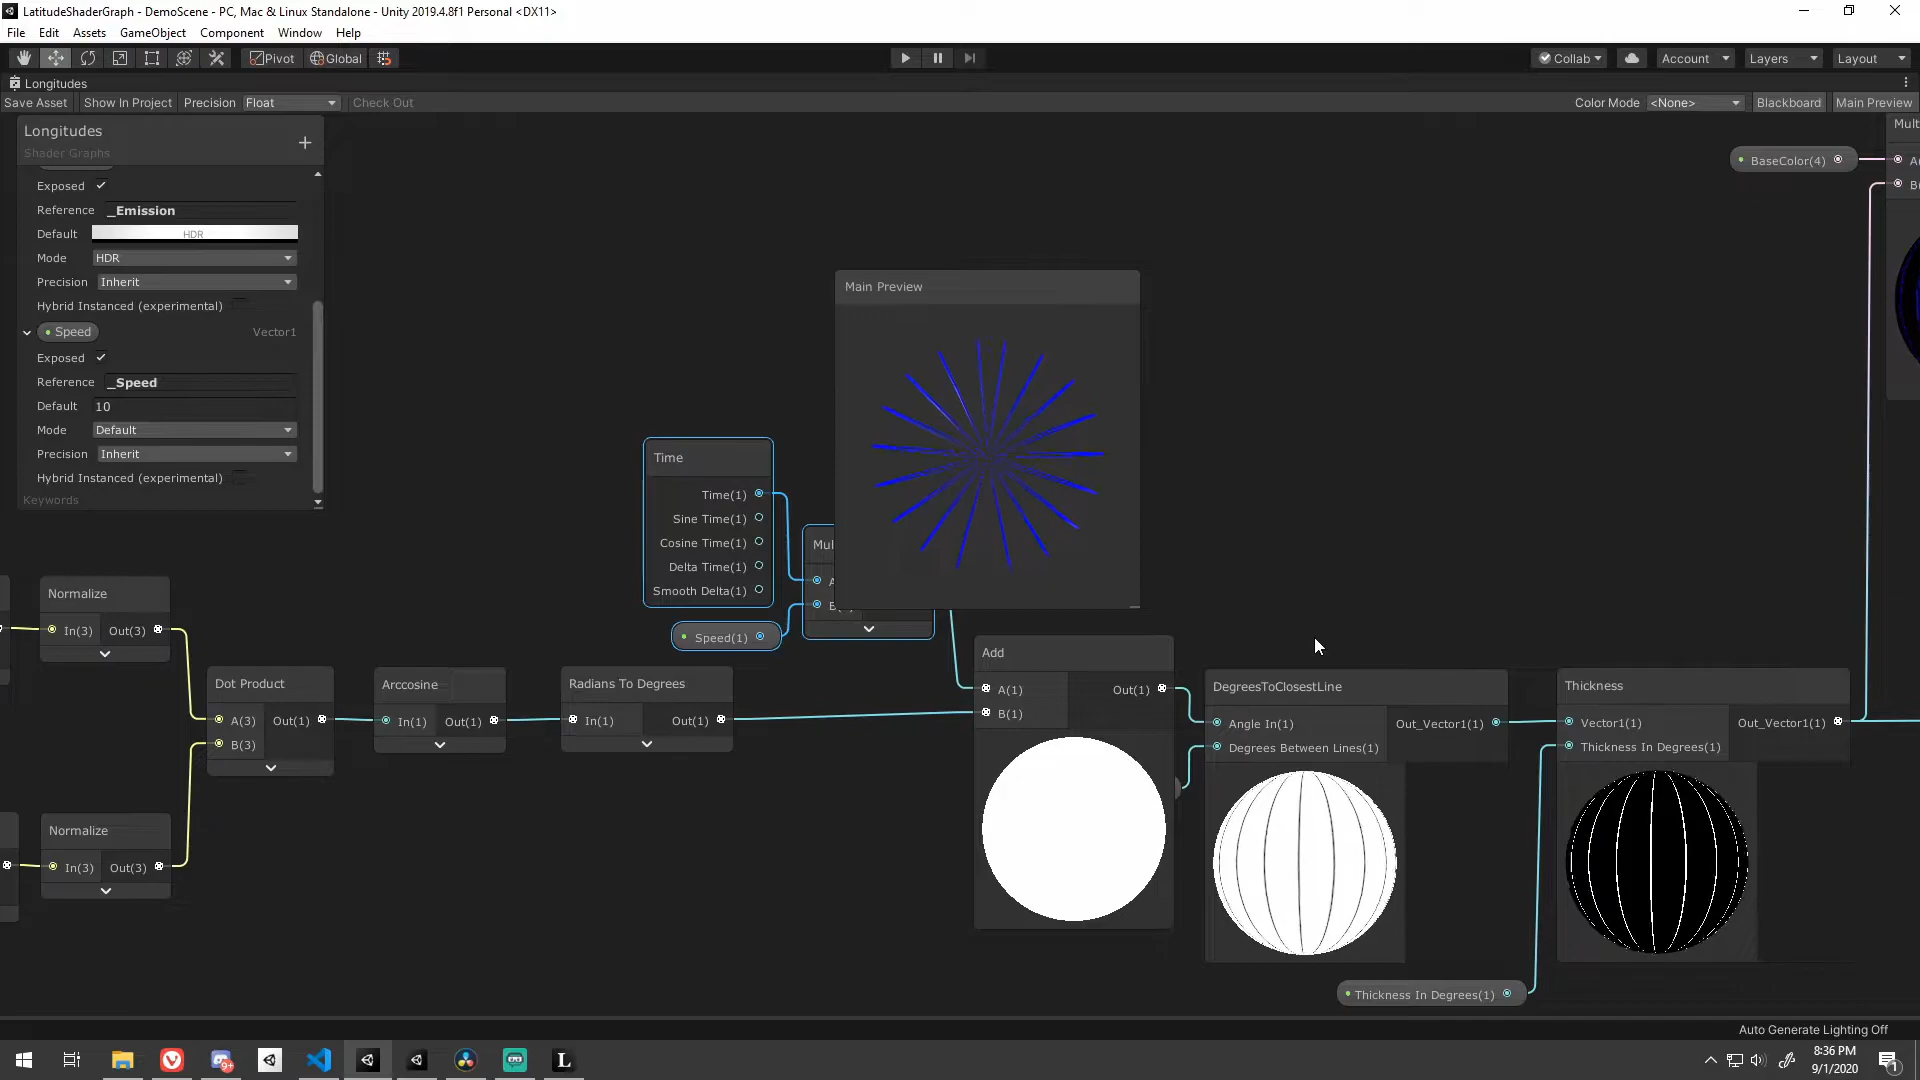 LatitudeShaderGraph - DemoScene - PC, Mac & Linux Standalone - Unity 2019.4.8f1 Personal <DX11>
File Edit Assets GameObject Component Window Help
Pivot Global Collab Account Layers Layout
Longitudes
Save Asset Show In Project Precision Float Check Out Color Mode <None> Blackboard Main Preview
Longitudes
Shader Graphs
Exposed
Reference _Emission
Default HDR
Mode HDR
Precision Inherit
Hybrid Instanced (experimental)
Speed Vector1
Exposed
Reference _Speed
Default 10
Mode Default
Precision Inherit
Hybrid Instanced (experimental)
Keywords
Mult
BaseColor(4)
Main Preview
Time
Time(1)
Sine Time(1)
Cosine Time(1)
Delta Time(1)
Smooth Delta(1)
Mul
Speed(1)
Normalize
In(3) Out(3)
Normalize
In(3) Out(3)
Dot Product
A(3) Out(1)
B(3)
Arccosine
In(1) Out(1)
Radians To Degrees
In(1) Out(1)
Add
A(1) Out(1)
B(1)
DegreesToClosestLine
Angle In(1) Out_Vector1(1)
Degrees Between Lines(1)
Thickness
Vector1(1) Out_Vector1(1)
Thickness In Degrees(1)
Thickness In Degrees(1)
Auto Generate Lighting Off
9+
L
8:36 PM
9/1/2020
1